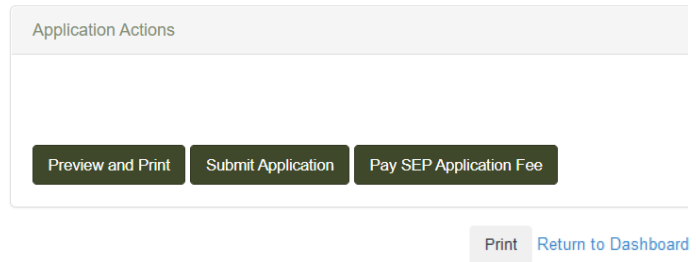 Application Actions
Preview and Print Submit Application Pay SEP Application Fee
Print Return to Dashboard